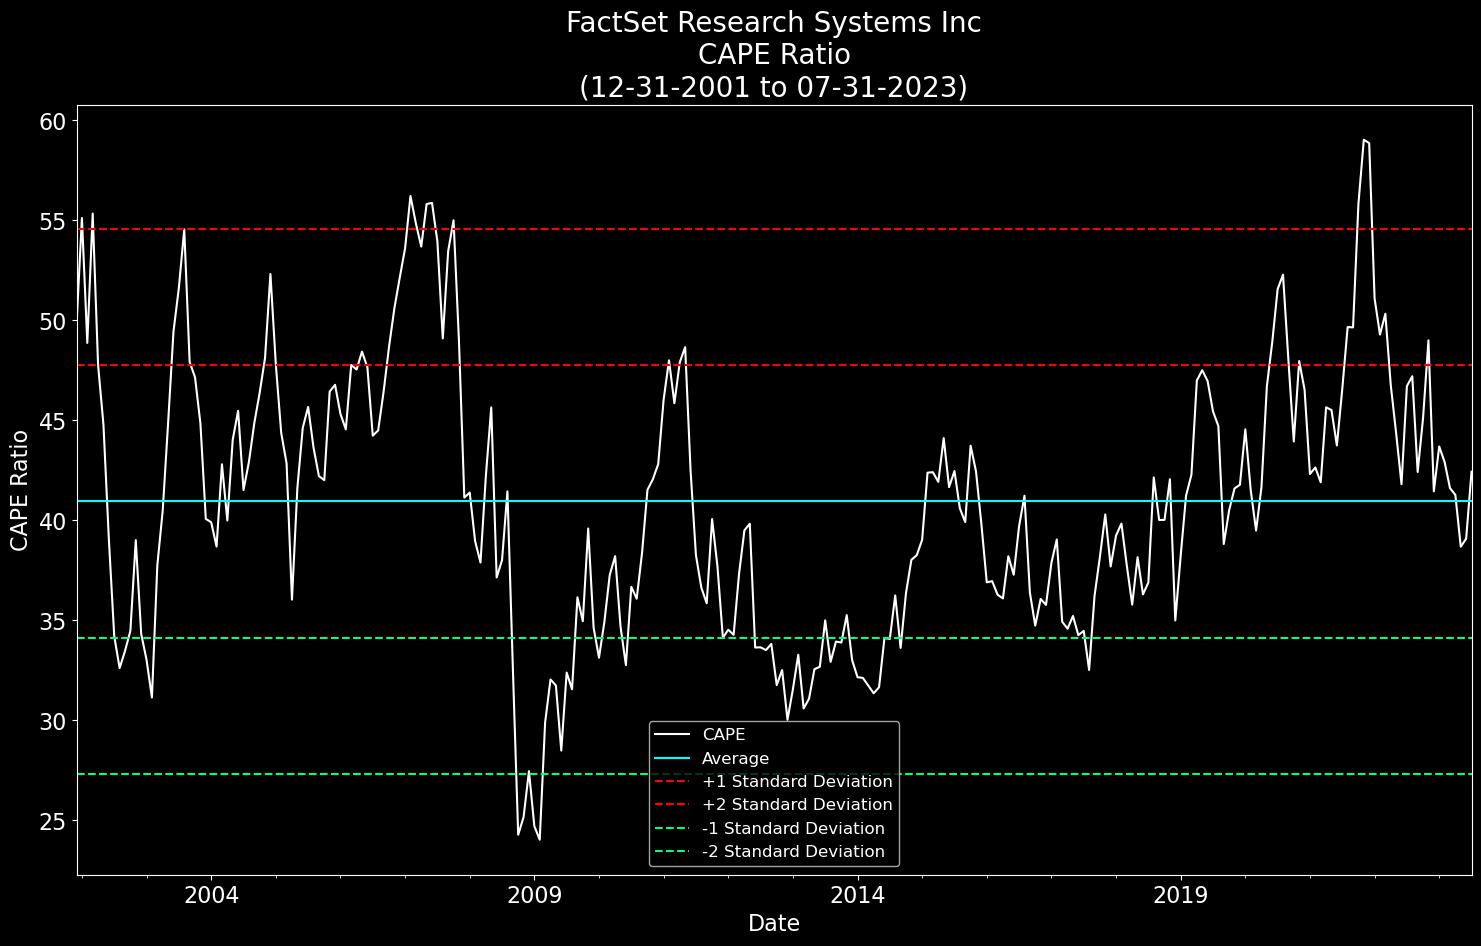 FactSet Research Systems Inc
CAPE Ratio
(12-31-2001 to 07-31-2023)
60
55
50
45
40
35
30
25
CAPE Ratio
CAPE
Average
+1 Standard Deviation
+2 Standard Deviation
-1 Standard Deviation
-2 Standard Deviation
2004
2009
2014
2019
Date